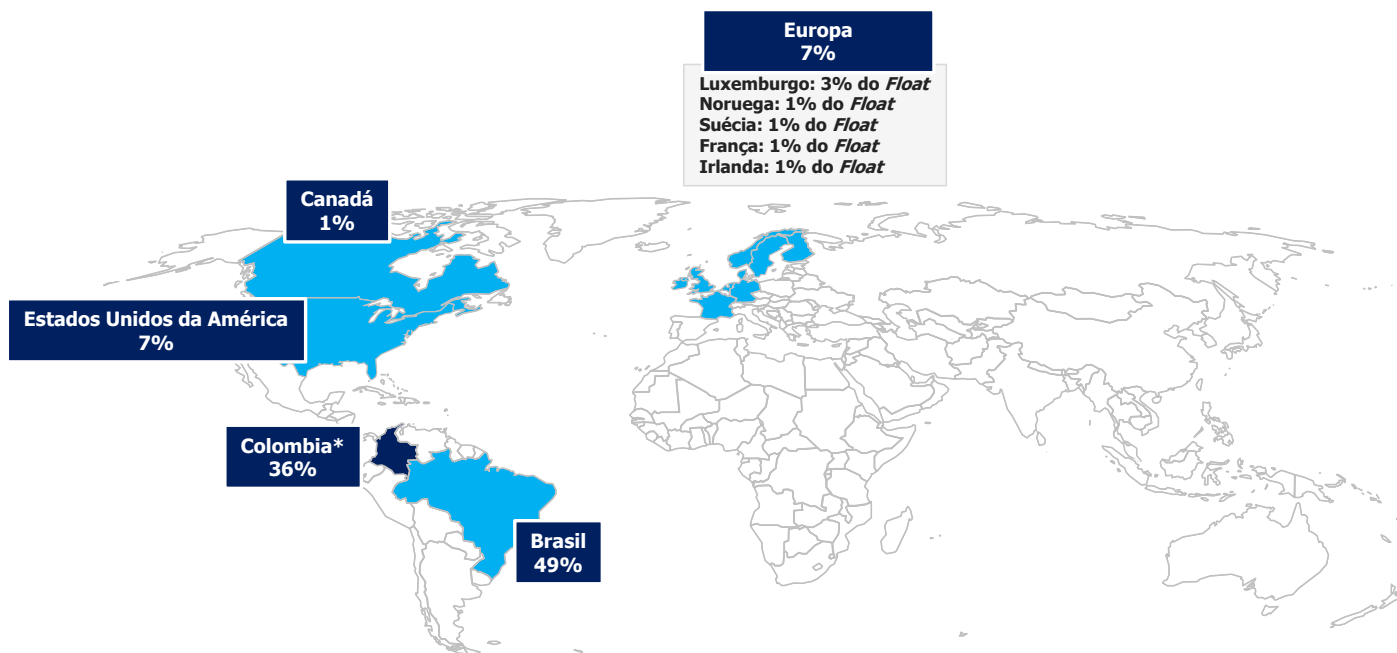 Europa
7%
Luxemburgo: 3% do Float
Noruega: 1% do Float
Suécia: 1% do Float
França: 1% do Float
Irlanda: 1% do Float
Canadá
1%
Estados Unidos da América
7%
Colombia*
36%
Brasil
49%